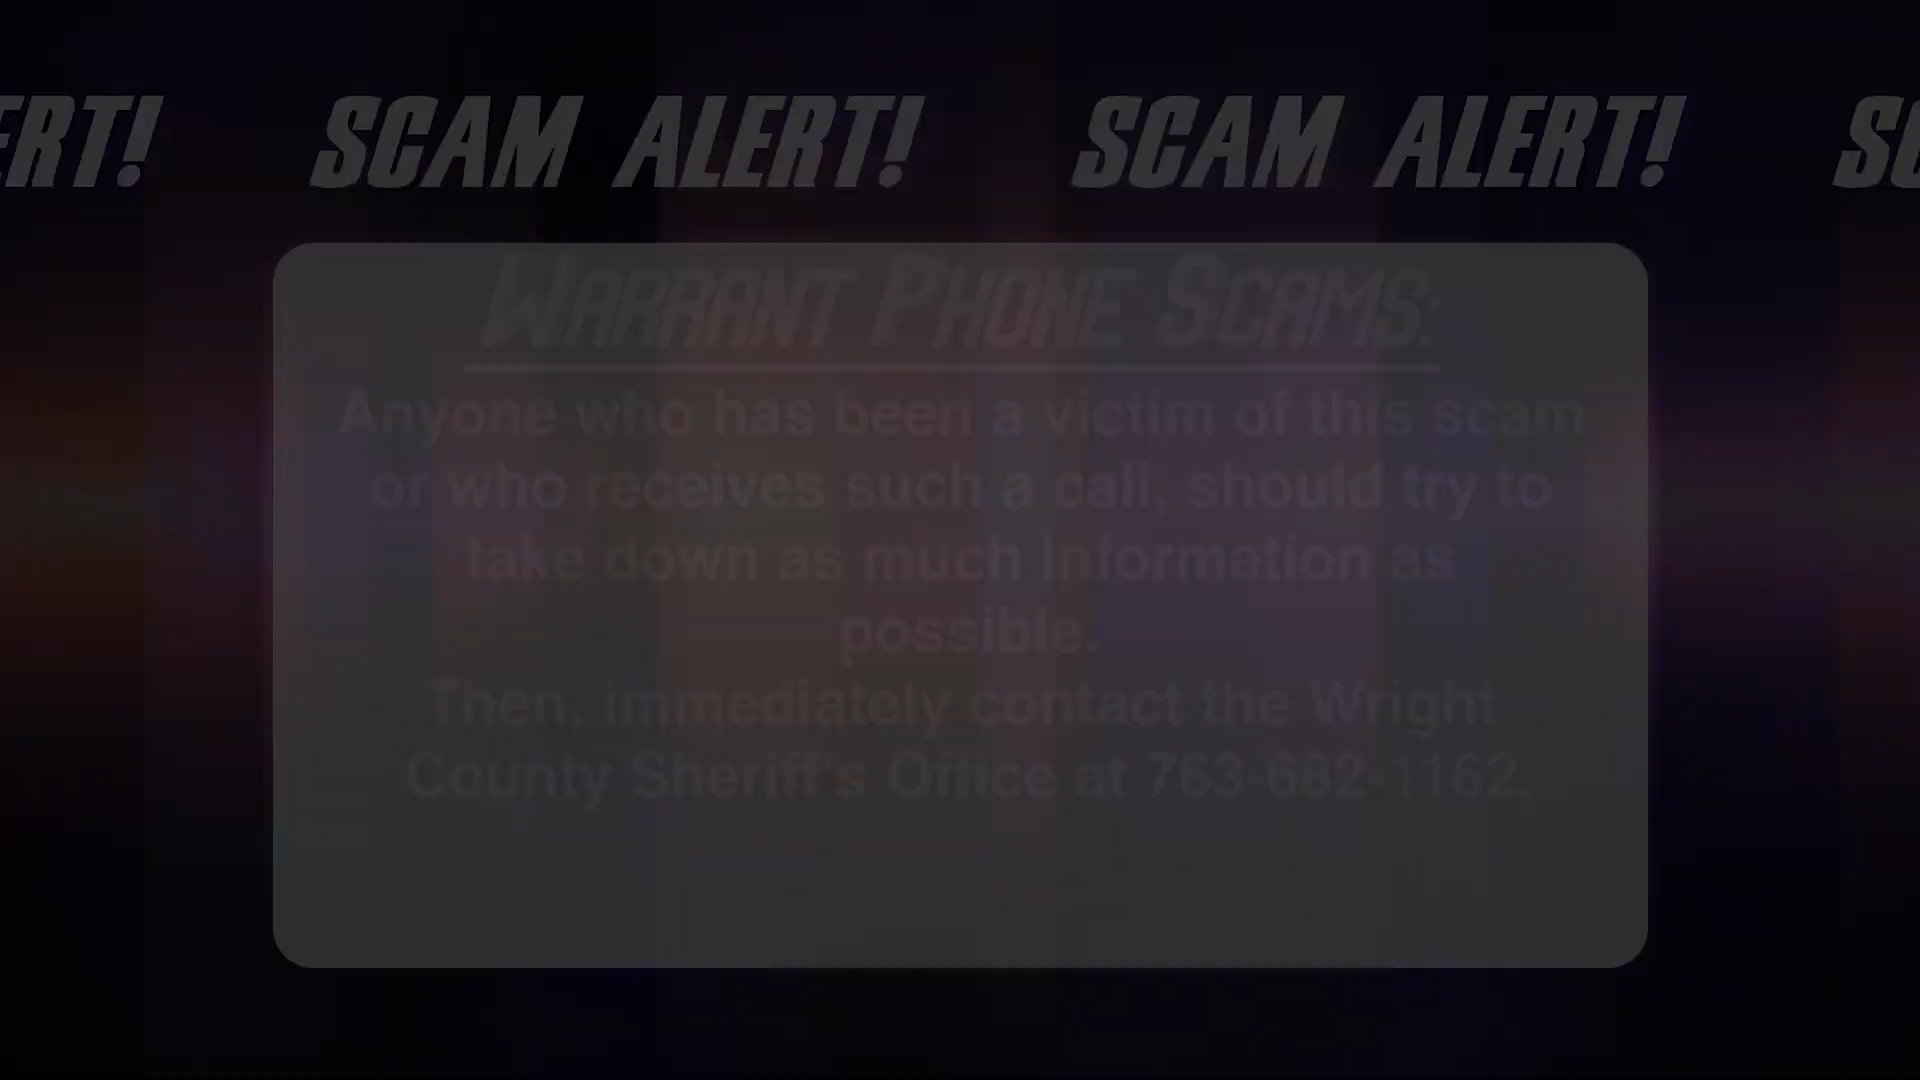 ERT! SCAM ALERT! SCAM ALERT! SC
WARRANT PHONE SCAMS:
Anyone who has been a victim of this scam
or who receives such a call, should try to
take down as much information as
possible.
Then, immediately contact the Wright
County Sheriff's Office at 763-682-1162.